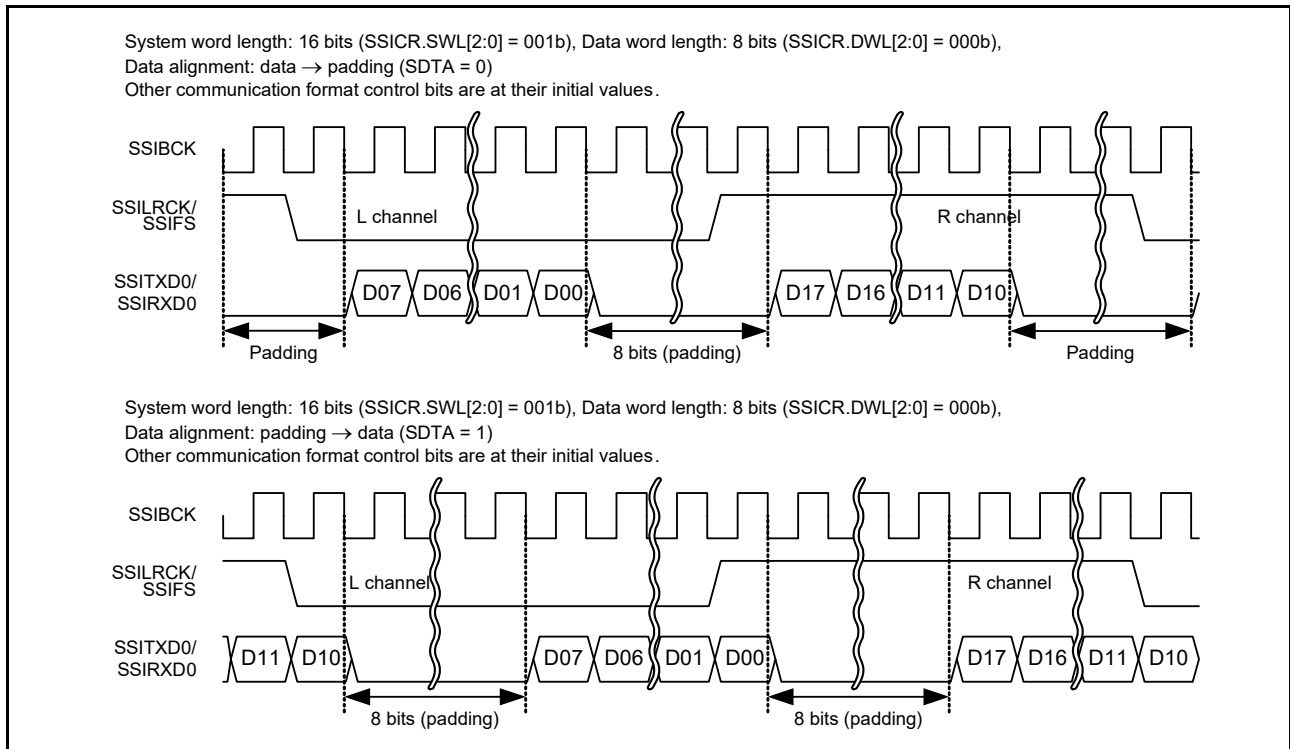 System word length: 16 bits (SSICR.SWL[2:0] = 001b), Data word length: 8 bits (SSICR.DWL[2:0] = 000b),
Data alignment: data → padding (SDTA = 0)
Other communication format control bits are at their initial values.
SSIBCK
SSILRCK/
SSIFS
L channel
R channel
SSITXD0/
SSIRXD0
D07 D06 D01 D00 D17 D16 D11 D10
Padding
8 bits (padding)
Padding
System word length: 16 bits (SSICR.SWL[2:0] = 001b), Data word length: 8 bits (SSICR.DWL[2:0] = 000b),
Data alignment: padding → data (SDTA = 1)
Other communication format control bits are at their initial values.
SSIBCK
SSILRCK/
SSIFS
L channel
R channel
SSITXD0/
SSIRXD0
D11 D10 D07 D06 D01 D00 D17 D16 D11 D10
8 bits (padding)
8 bits (padding)